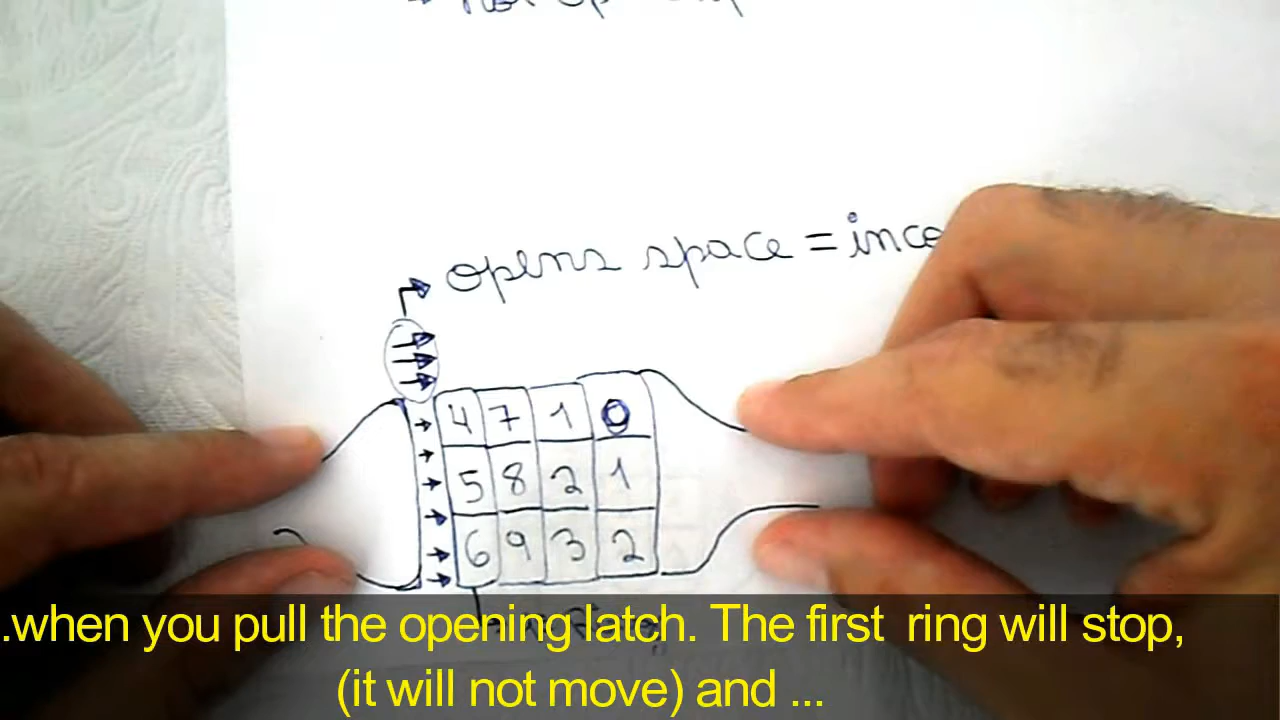 opens space = inco
4 7 1 0
5 8 2 1
6 9 3 2
.when you pull the opening latch. The first ring will stop,
(it will not move) and ...